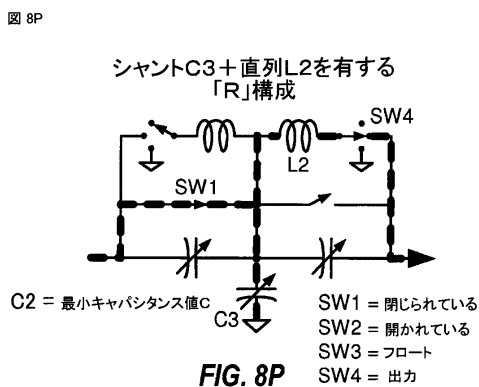 図 8P
シャントC3＋直列L2を有する
「R」構成
SW4
L2
SW1
C2 = 最小キャパシタンス値C
C3
SW1 = 閉じられている
SW2 = 開かれている
SW3 = フロート
SW4 = 出力
FIG. 8P